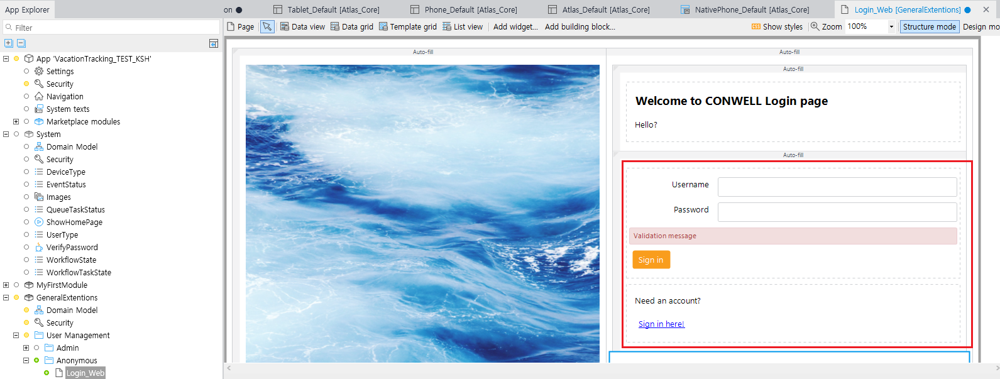 App Explorer
on
Tablet_Default [Atlas_Core]
Phone_Default [Atlas_Core]
Atlas_Default [Atlas_Core]
NativePhone_Default [Atlas_Core]
Login_Web [GeneralExtentions]
Filter
Page
Data view
Data grid
Template grid
List view
Add widget...
Add building block...
Show styles
Zoom
100%
Structure mode
Design mo
App 'VacationTracking_TEST_KSH'
Settings
Security
Navigation
System texts
Marketplace modules
System
Domain Model
Security
DeviceType
EventStatus
Images
QueueTaskStatus
ShowHomePage
UserType
VerifyPassword
WorkflowState
WorkflowTaskState
MyFirstModule
GeneralExtentions
Domain Model
Security
User Management
Admin
Anonymous
Login_Web
Auto-fill
Auto-fill
Auto-fill
Welcome to CONWELL Login page
Hello?
Auto-fill
Username
Password
Validation message
Sign in
Need an account?
Sign in here!